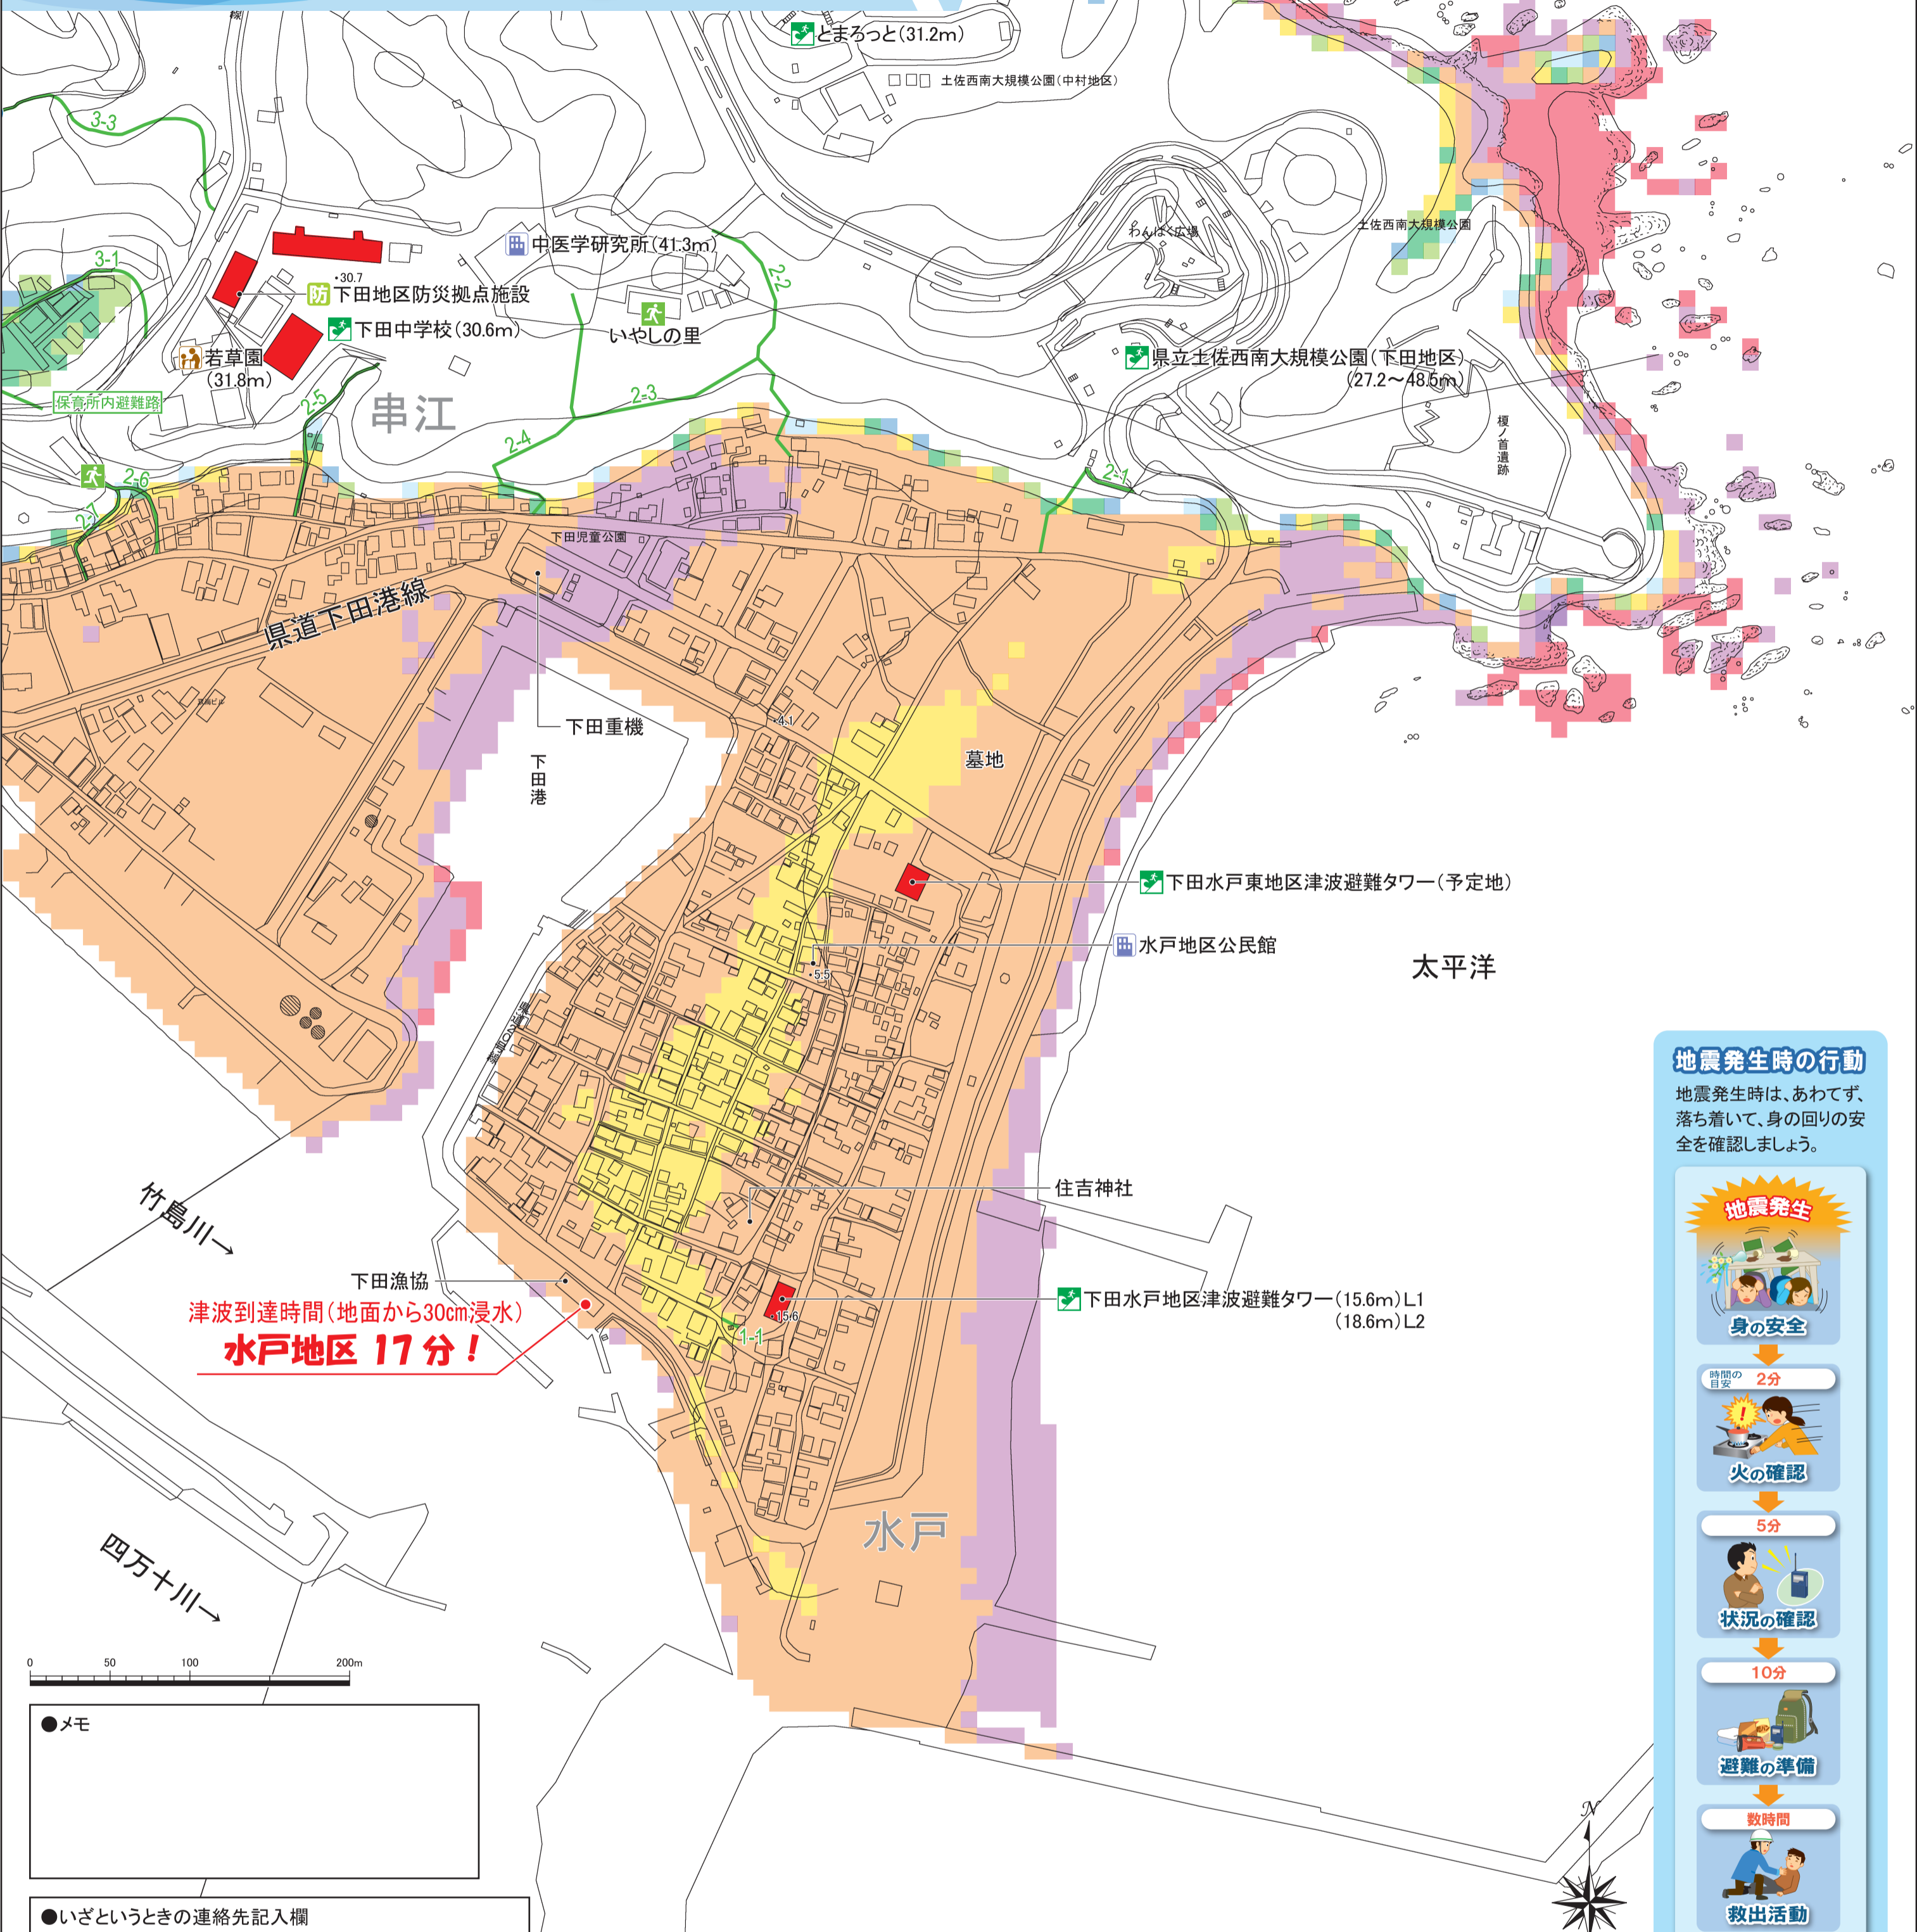 とまろっと(31.2m)
土佐西南大規模公園(中村地区)
3-3
土佐西南大規模公園
わんぱく広場
中医学研究所(41.3m)
2-2
3-1
・30.7
防 下田地区防災拠点施設
下田中学校(30.6m)
いやしの里
若草園
(31.8m)
県立土佐西南大規模公園(下田地区)
(27.2～48.5m)
保育所内避難路
2-5
串江
2-3
2-4
榎ノ首遺跡
2-6
2-1
2-7
下田児童公園
県道下田港線
下田重機
・4.1
下田港
墓地
下田水戸東地区津波避難タワー(予定地)
水戸地区公民館
・5.5
太平洋
竹島川→
住吉神社
下田漁協
津波到達時間(地面から30cm浸水)
水戸地区 17分!
下田水戸地区津波避難タワー(15.6m)L1
(18.6m)L2
・15.6
1-1
水戸
四万十川→
0 50 100 200m
●メモ
●いざというときの連絡先記入欄
N
地震発生時の行動
地震発生時は、あわてず、
落ち着いて、身の回りの安
全を確認しましょう。
地震発生
身の安全
時間の
目安 2分
火の確認
5分
状況の確認
10分
避難の準備
数時間
救出活動